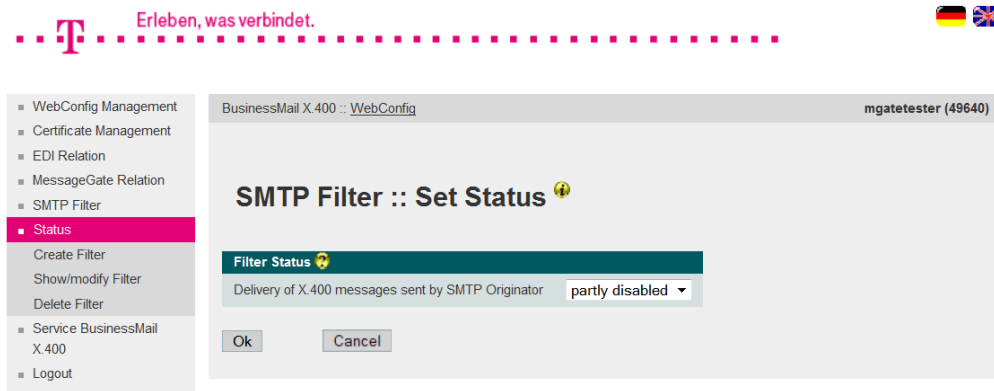 Erleben, was verbindet.
T
WebConfig Management
Certificate Management
EDI Relation
MessageGate Relation
SMTP Filter
Status
Create Filter
Show/modify Filter
Delete Filter
Service BusinessMail
X.400
Logout
BusinessMail X.400 :: WebConfig
mgatetester (49640)
SMTP Filter :: Set Status
Filter Status
Delivery of X.400 messages sent by SMTP Originator
partly disabled
Ok
Cancel